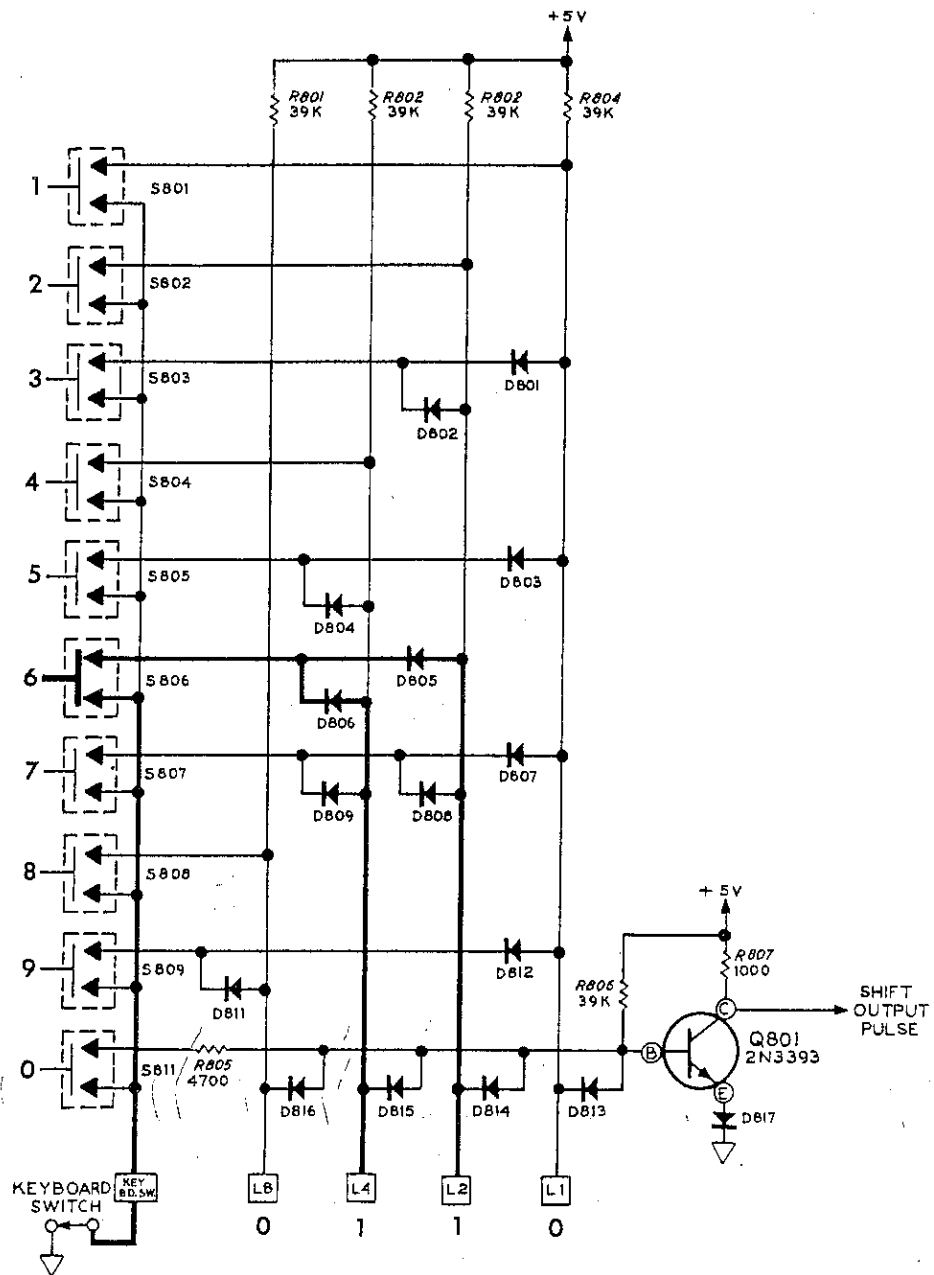 +5V
R801
39K
R802
39K
R802
39K
R804
39K
1
S801
2
S802
3
S803
D801
D802
4
S804
5
S805
D803
D804
6
S806
D805
D806
7
S807
D807
D809
D808
8
S808
9
S809
D812
D811
+5V
R807
1000
R806
39K
C
SHIFT
OUTPUT
PULSE
Q801
2N3393
B
E
D817
0
S811
R805
4700
D816
D815
D814
D813
KEYBOARD
SWITCH
KEY
BD.SW.
L8
L4
L2
L1
0
1
1
0